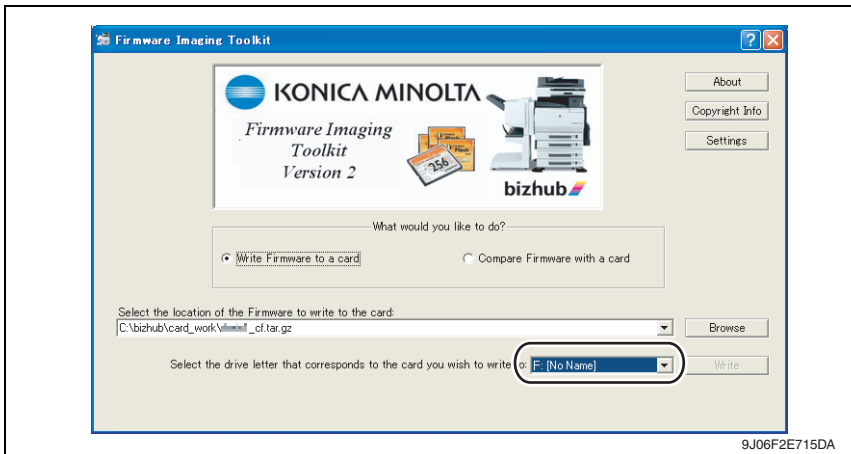 Firmware Imaging Toolkit
KONICA MINOLTA
Firmware Imaging
Toolkit
Version 2
256
bizhub
About
Copyright Info
Settings
What would you like to do?
Write Firmware to a card
Compare Firmware with a card
Select the location of the Firmware to write to the card:
C:\bizhub\card_work\ _cf.tar.gz
Browse
Select the drive letter that corresponds to the card you wish to write to: F: [No Name]
Write
9J06F2E715DA